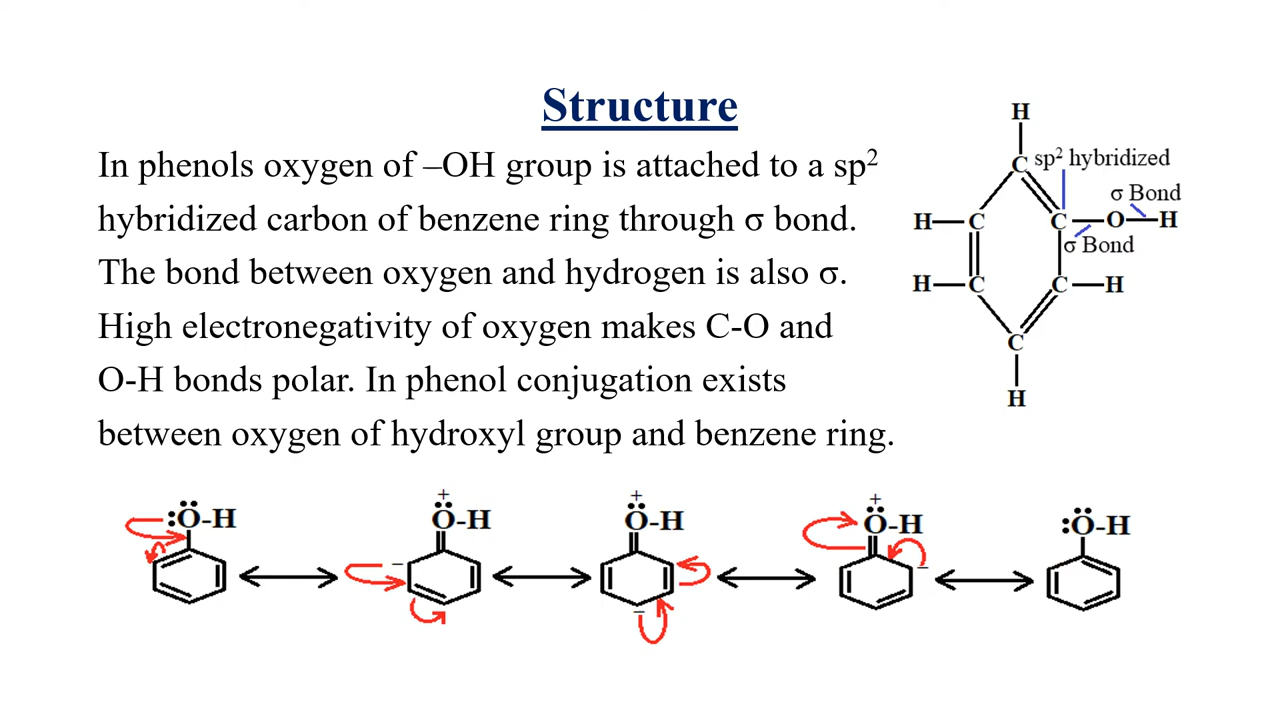 Structure
In phenols oxygen of –OH group is attached to a sp²
hybridized carbon of benzene ring through σ bond.
The bond between oxygen and hydrogen is also σ.
High electronegativity of oxygen makes C-O and
O-H bonds polar. In phenol conjugation exists
between oxygen of hydroxyl group and benzene ring.
H
C sp² hybridized
σ Bond
H C C O H
σ Bond
H C C H
C
H
+ + +
:Ö-H Ö-H Ö-H Ö-H :Ö-H
− −
−